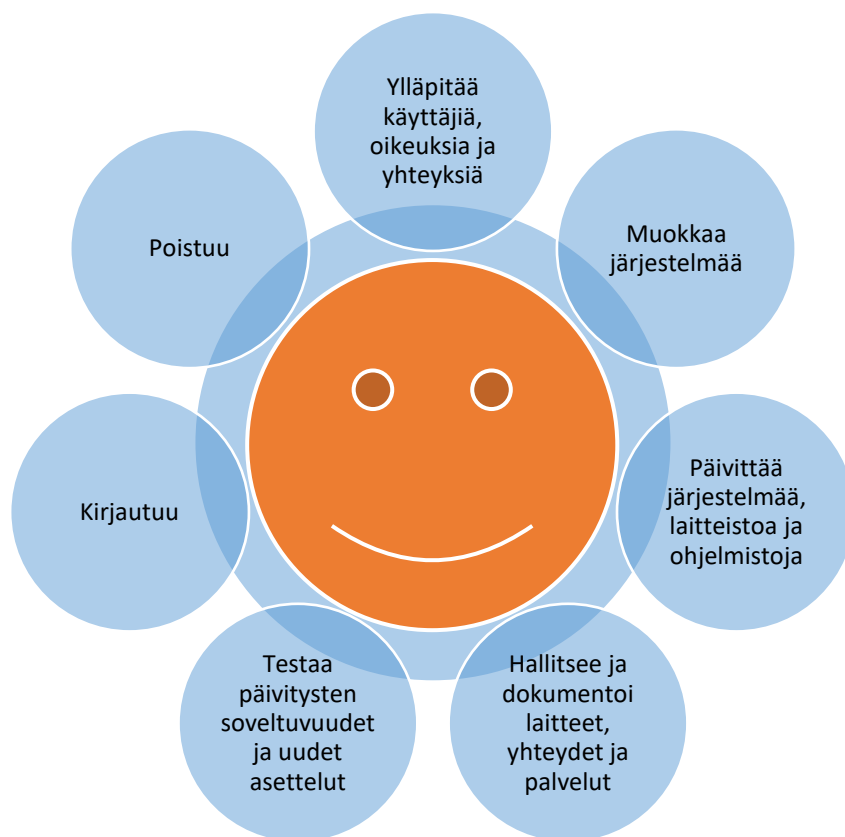 Ylläpitää
käyttäjiä,
oikeuksia ja
yhteyksiä
Muokkaa
järjestelmää
Päivittää
järjestelmää,
laitteistoa ja
ohjelmistoja
Hallitsee ja
dokumentoi
laitteet,
yhteydet ja
palvelut
Testaa
päivitysten
soveltuvuudet
ja uudet
asettelut
Kirjautuu
Poistuu